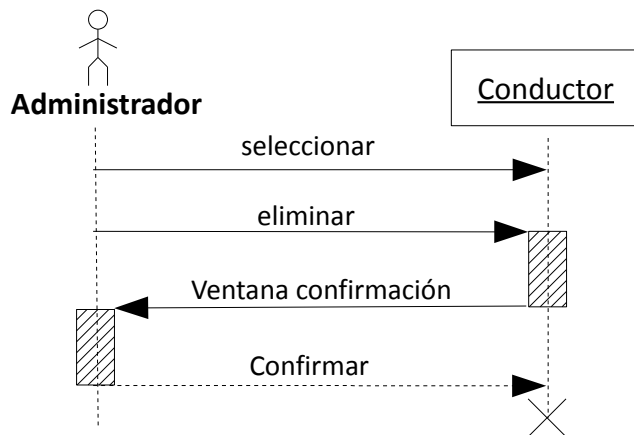 Administrador
Conductor
seleccionar
eliminar
Ventana confirmación
Confirmar